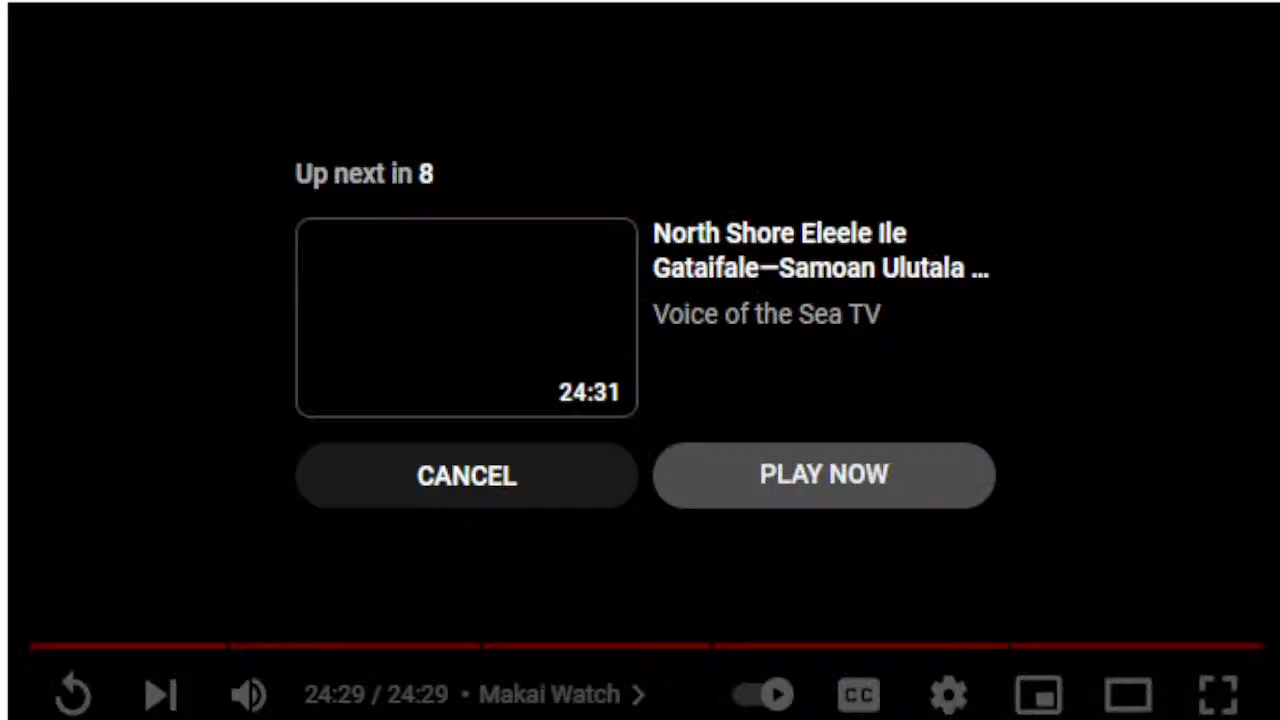 Up next in 8
North Shore Eleele Ile
Gataifale—Samoan Ulutala ...
Voice of the Sea TV
24:31
CANCEL
PLAY NOW
24:29 / 24:29 • Makai Watch
CC